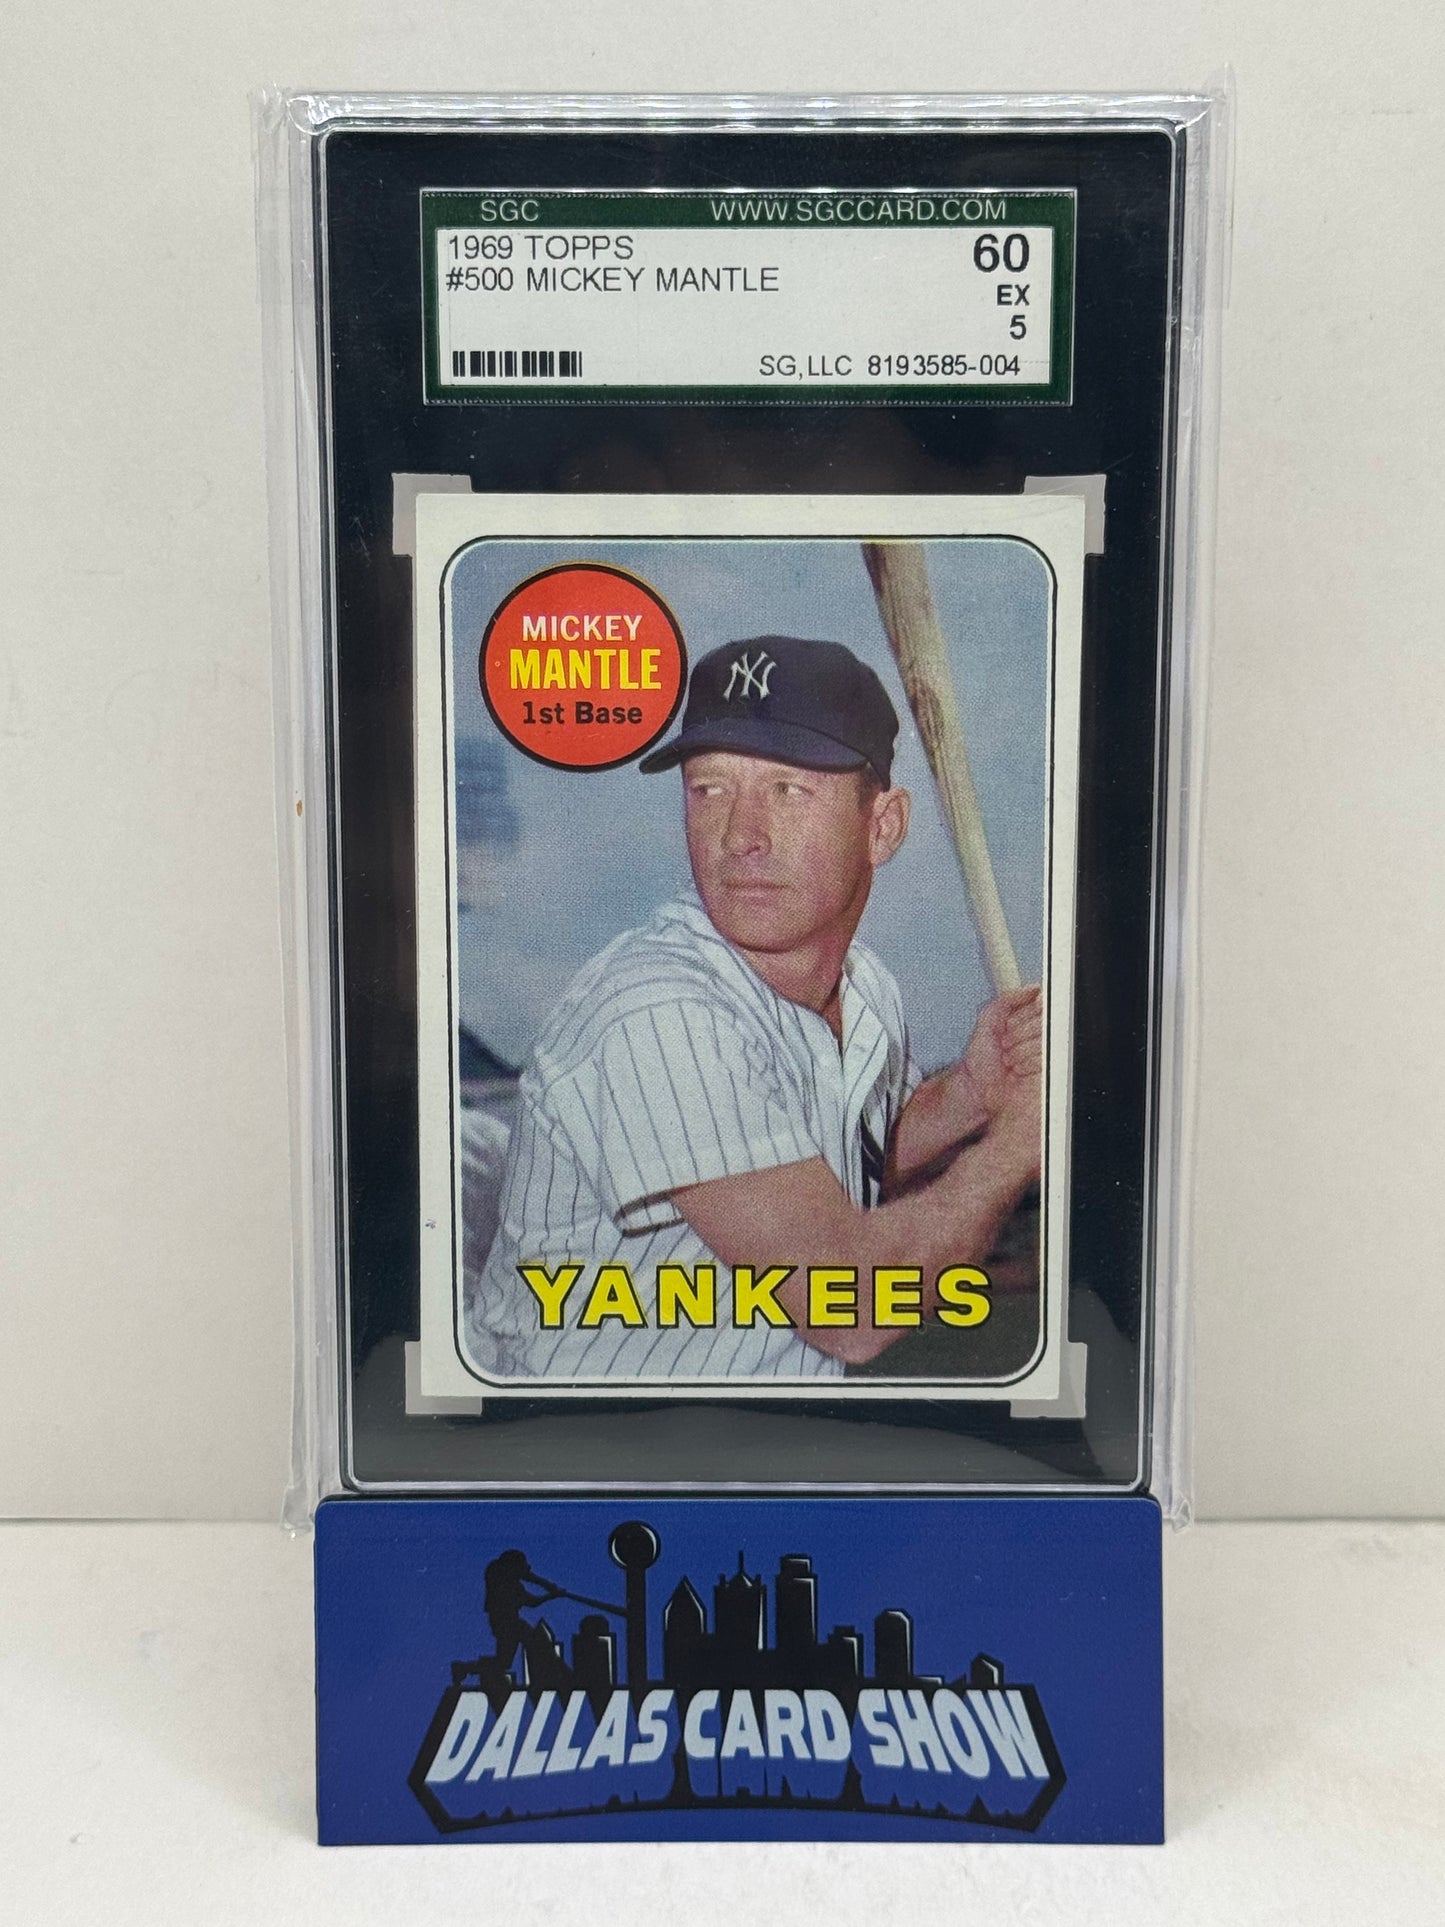 SGC WWW.SGCCARD.COM
1969 TOPPS 60
#500 MICKEY MANTLE EX
5
SG,LLC 8193585-004
MICKEY
MANTLE
1st Base
NY
YANKEES
DALLAS CARD SHOW